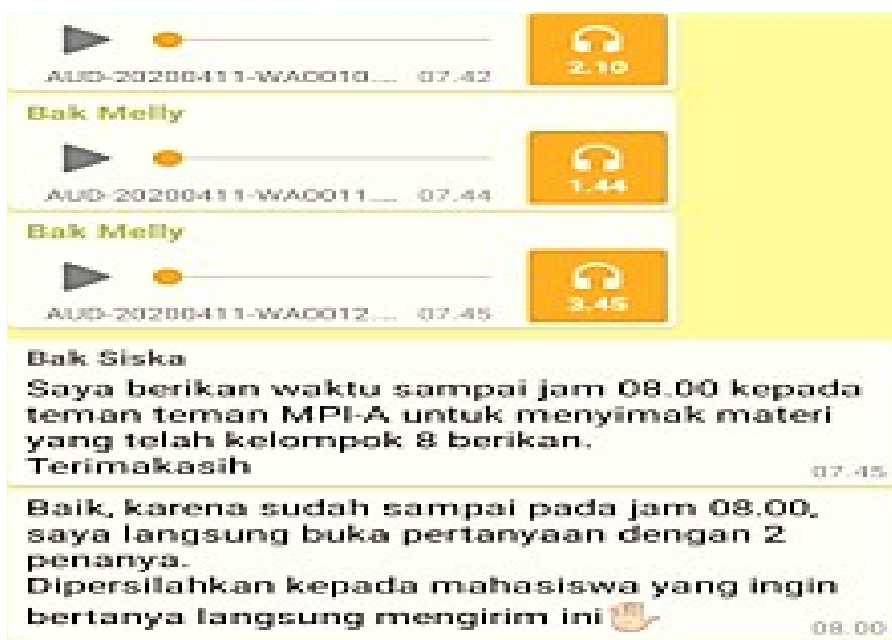 2.10
AUD-20200411-WA0010.... 07.42
Bak Melly
1.44
AUD-20200411-WA0011.... 07.44
Bak Melly
3.45
AUD-20200411-WA0012.... 07.45
Bak Siska
Saya berikan waktu sampai jam 08.00 kepada
teman teman MPI-A untuk menyimak materi
yang telah kelompok 8 berikan.
Terimakasih
07.45
Baik, karena sudah sampai pada jam 08.00,
saya langsung buka pertanyaan dengan 2
penanya.
Dipersilahkan kepada mahasiswa yang ingin
bertanya langsung mengirim ini🖐
08.00